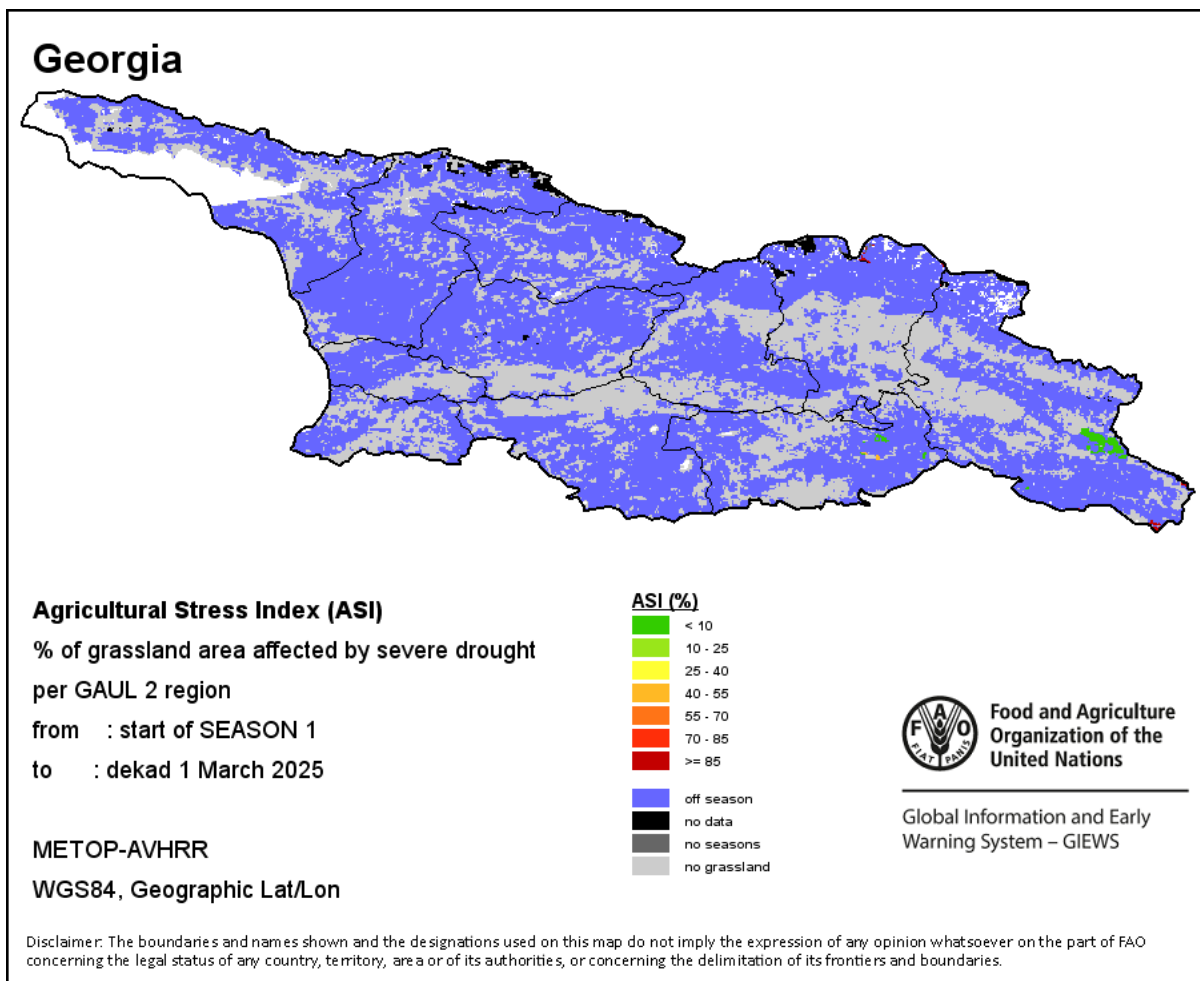 Georgia
Agricultural Stress Index (ASI)
% of grassland area affected by severe drought
per GAUL 2 region
from : start of SEASON 1
to : dekad 1 March 2025
METOP-AVHRR
WGS84, Geographic Lat/Lon
ASI (%)
< 10
10 - 25
25 - 40
40 - 55
55 - 70
70 - 85
>= 85
off season
no data
no seasons
no grassland
F A O
FIAT PANIS
Food and Agriculture
Organization of the
United Nations
Global Information and Early
Warning System – GIEWS
Disclaimer: The boundaries and names shown and the designations used on this map do not imply the expression of any opinion whatsoever on the part of FAO
concerning the legal status of any country, territory, area or of its authorities, or concerning the delimitation of its frontiers and boundaries.